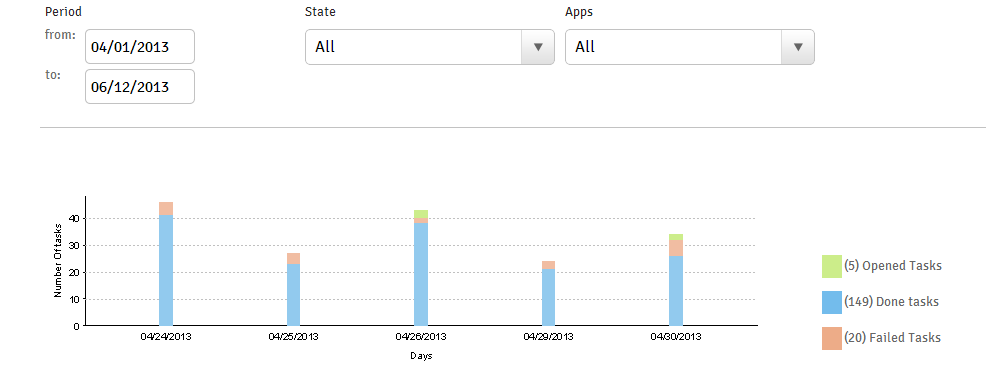 Period
State
Apps
from:
04/01/2013
All
All
to:
06/12/2013
Number Of tasks
40
30
20
10
0
04/24/2013
04/25/2013
04/26/2013
04/29/2013
04/30/2013
Days
(5) Opened Tasks
(149) Done tasks
(20) Failed Tasks